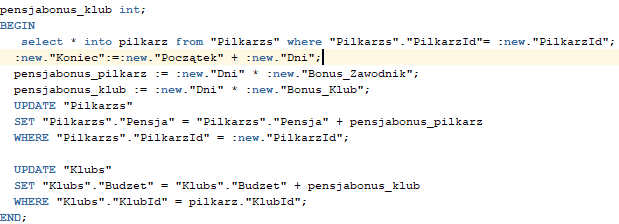 pensjabonus_klub int;
BEGIN
select * into pilkarz from "Pilkarzs" where "Pilkarzs"."PilkarzId"= :new."PilkarzId";
:new."Koniec":=:new."Początek" + :new."Dni";
pensjabonus_pilkarz := :new."Dni" * :new."Bonus_Zawodnik";
pensjabonus_klub := :new."Dni" * :new."Bonus_Klub";
UPDATE "Pilkarzs"
SET "Pilkarzs"."Pensja" = "Pilkarzs"."Pensja" + pensjabonus_pilkarz
WHERE "Pilkarzs"."PilkarzId" = :new."PilkarzId";
UPDATE "Klubs"
SET "Klubs"."Budzet" = "Klubs"."Budzet" + pensjabonus_klub
WHERE "Klubs"."KlubId" = pilkarz."KlubId";
END;